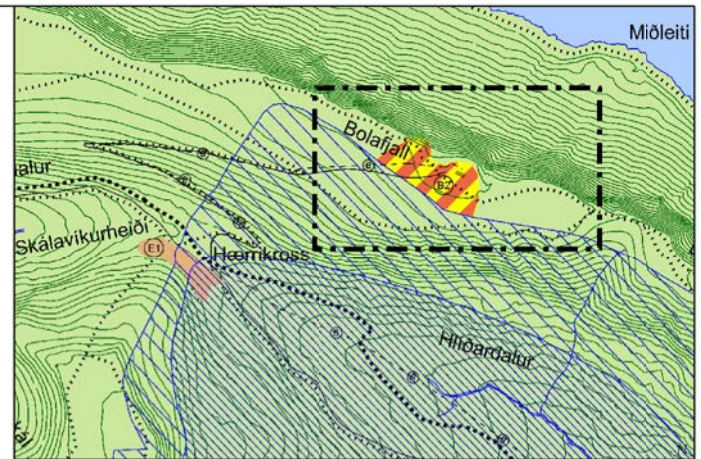 Miðleiti
Bolafjall
B2
E1
Hærrikross
Skálavíkurheiði
alur
Hlíðardalur